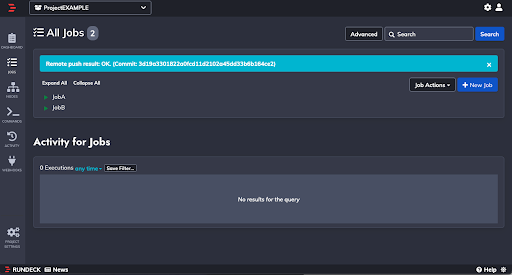 ProjectEXAMPLE
All Jobs 2
Advanced
Search
Search
Remote push result: OK. (Commit: 3d19e3301822a0fcd11d2102a45dd33b6b164ce2)
Expand All Collapse All
Job Actions
New Job
JobA
JobB
Activity for Jobs
0 Executions any time Save Filter...
No results for the query
DASHBOARD
JOBS
NODES
COMMANDS
ACTIVITY
WEBHOOKS
PROJECT
SETTINGS
RUNDECK News
Help